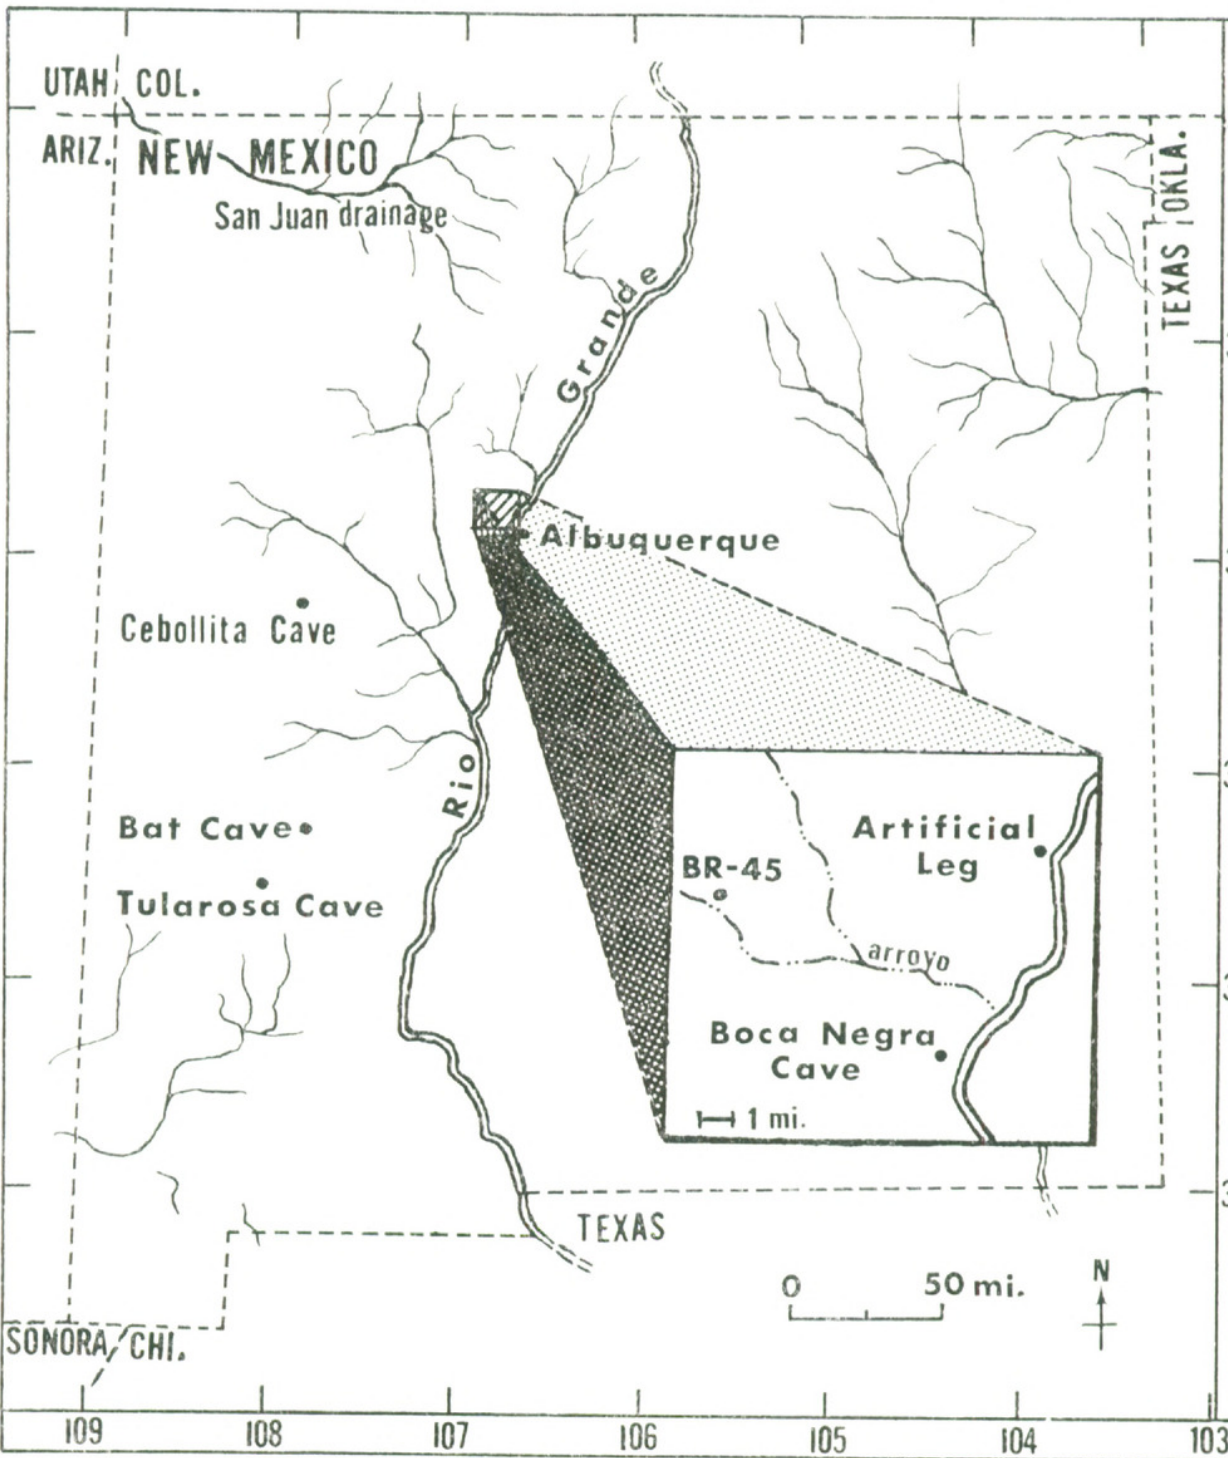 UTAH COL.
ARIZ. NEW MEXICO
San Juan drainage
TEXAS OKLA.
Rio Grande
Albuquerque
Cebollita Cave
Bat Cave
Tularosa Cave
Artificial
Leg
BR-45
arroyo
Boca Negra
Cave
1 mi.
TEXAS
0 50 mi.
N
SONORA CHI.
109 108 107 106 105 104 103